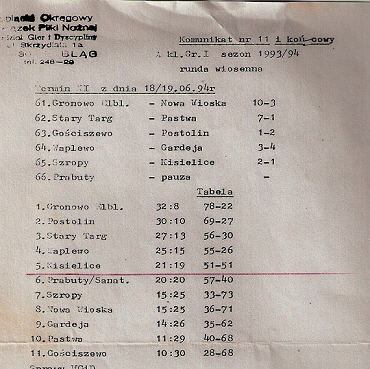 Okręgowy
Związek Piłki Nożnej
Wydział Gier i Dyscypliny
ul Skrzydlata 1a
BLĄG
tel. 248-29
Komunikat nr 11 i końcowy
A kl.Gr.I sezon 1993/94
runda wiosenna
Termin XI z dnia 18/19.06.94r
61.Gronowo Elbl. - Nowa Wioska 10-3
62.Stary Targ - Pastwa 7-1
63.Gościszewo - Postolin 1-2
64.Waplewo - Gardeja 3-4
65.Szropy - Kisielice 2-1
66.Prabuty - pauza -
Tabela
1.Gronowo Elbl. 32:8 78-22
2.Postolin 30:10 69-27
3.Stary Targ 27:13 56-30
4.Waplewo 25:15 55-26
5.Kisielice 21:19 51-51
6.Prabuty/Sanat. 20:20 57-40
7.Szropy 15:25 33-73
8.Nowa Wioska 15:25 36-71
9.Gardeja 14:26 35-62
10.Pastwa 11:29 40-68
11.Gościszewo 10:30 28-68